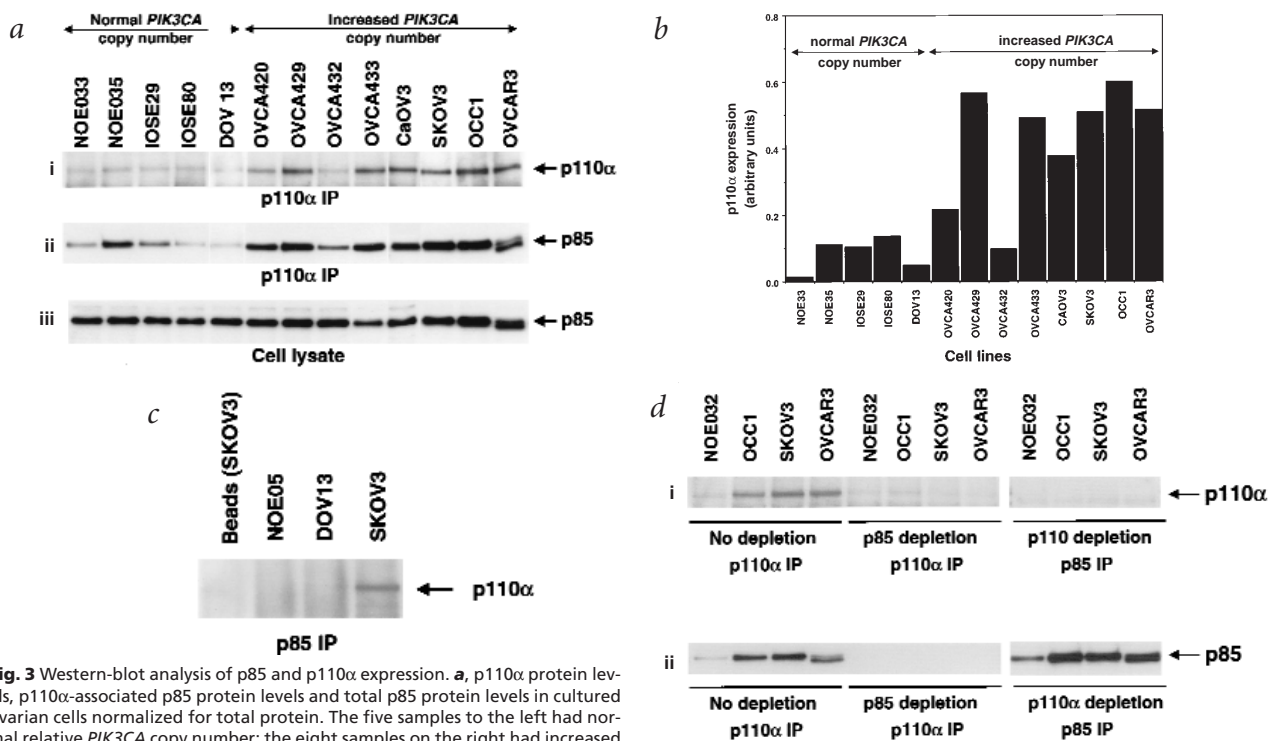 a
Normal PIK3CA
copy number
Increased PIK3CA
copy number
NOE033
NOE035
IOSE29
IOSE80
DOV 13
OVCA420
OVCA429
OVCA432
OVCA433
CaOV3
SKOV3
OCC1
OVCAR3
i
p110α
p110α IP
ii
p85
p110α IP
iii
p85
Cell lysate
b
0.8
0.6
0.4
0.2
0.0
p110α expression
(arbitrary units)
normal PIK3CA
copy number
increased PIK3CA
copy number
NOE33
NOE35
IOSE29
IOSE80
DOV13
OVCA420
OVCA429
OVCA432
OVCA433
CAOV3
SKOV3
OCC1
OVCAR3
Cell lines
c
Beads (SKOV3)
NOE05
DOV13
SKOV3
p110α
p85 IP
d
NOE032
OCC1
SKOV3
OVCAR3
NOE032
OCC1
SKOV3
OVCAR3
NOE032
OCC1
SKOV3
OVCAR3
i
p110α
No depletion
p110α IP
p85 depletion
p110α IP
p110 depletion
p85 IP
ii
p85
No depletion
p110α IP
p85 depletion
p110α IP
p110α depletion
p85 IP
ig. 3 Western-blot analysis of p85 and p110α expression. a, p110α protein lev-
ls, p110α-associated p85 protein levels and total p85 protein levels in cultured
varian cells normalized for total protein. The five samples to the left had nor-
nal relative PIK3CA copy number; the eight samples on the right had increased